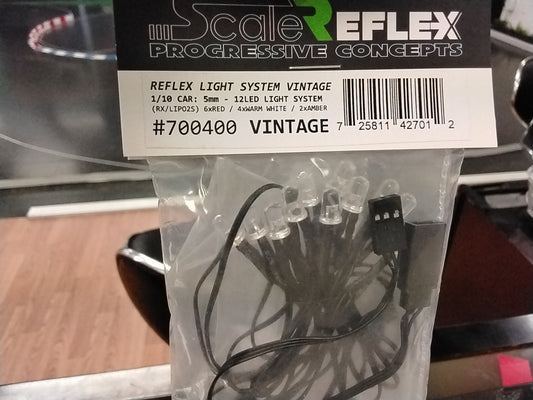 ScaleREFLEX
PROGRESSIVE CONCEPTS
REFLEX LIGHT SYSTEM VINTAGE
1/10 CAR: 5mm - 12LED LIGHT SYSTEM
(RX/LIPO2S) 6xRED / 4xWARM WHITE / 2xAMBER
#700400 VINTAGE
7 25811 42701 2